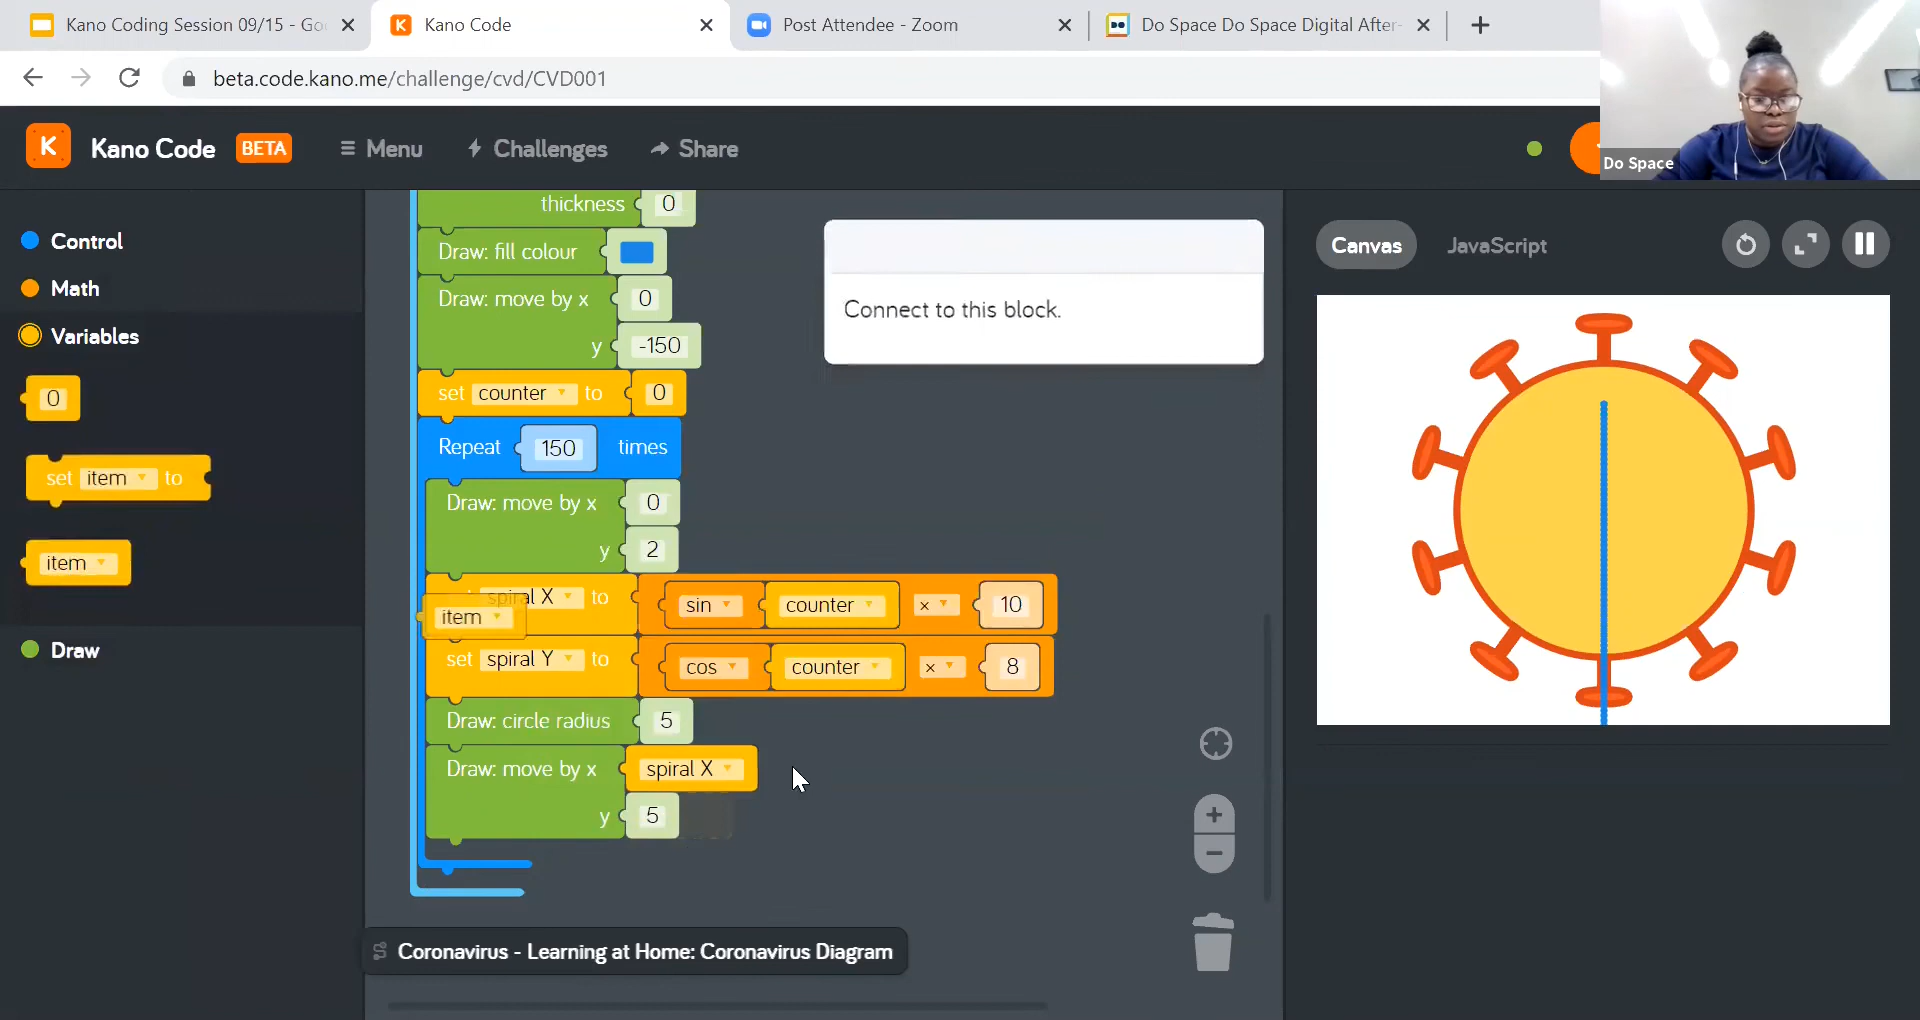 Kano Coding Session 09/15 - Go
Kano Code
Post Attendee - Zoom
Do Space Do Space Digital After-
beta.code.kano.me/challenge/cvd/CVD001
K
Kano Code
BETA
Menu
Challenges
Share
Do Space
Control
Math
Variables
0
set item to
item
Draw
thickness 0
Draw: fill colour
Draw: move by x 0
y -150
set counter to 0
Repeat 150 times
Draw: move by x 0
y 2
spiral X to sin counter × 10
item
set spiral Y to cos counter × 8
Draw: circle radius 5
Draw: move by x spiral X
y 5
Connect to this block.
Coronavirus - Learning at Home: Coronavirus Diagram
Canvas
JavaScript